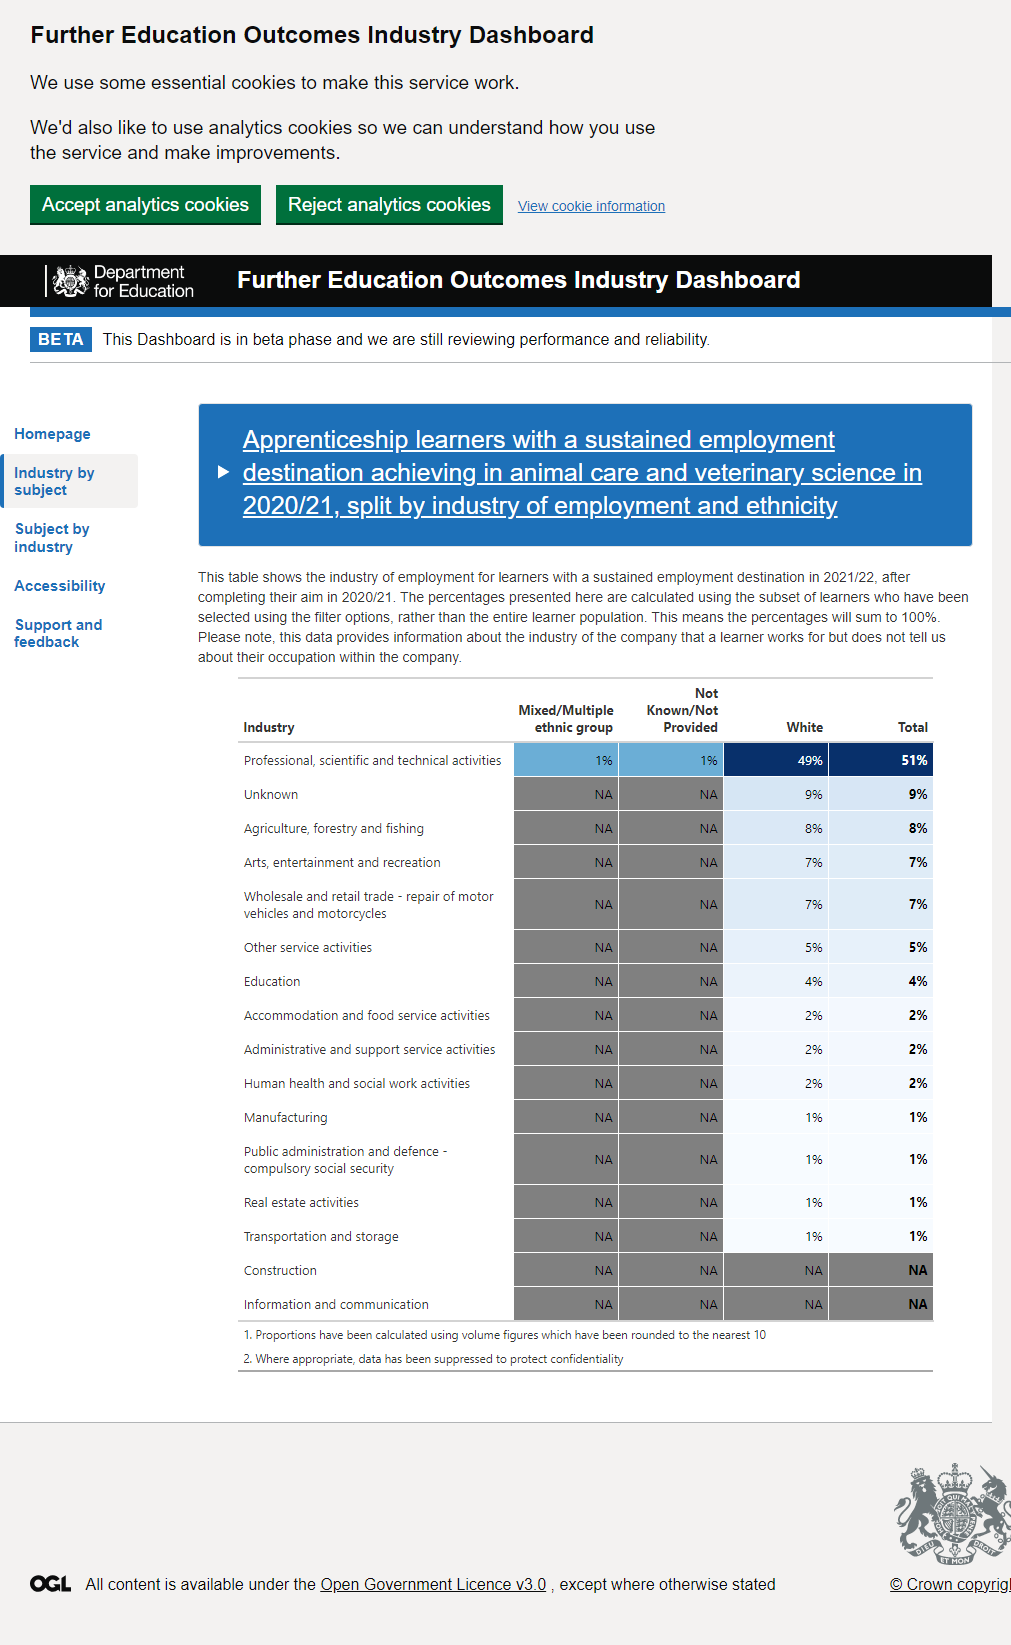 Further Education Outcomes Industry Dashboard
We use some essential cookies to make this service work.
We'd also like to use analytics cookies so we can understand how you use
the service and make improvements.
Accept analytics cookies Reject analytics cookies View cookie information
Department
for Education
Further Education Outcomes Industry Dashboard
BETA This Dashboard is in beta phase and we are still reviewing performance and reliability.
Homepage
Industry by
subject
Subject by
industry
Accessibility
Support and
feedback
Apprenticeship learners with a sustained employment
destination achieving in animal care and veterinary science in
2020/21, split by industry of employment and ethnicity
This table shows the industry of employment for learners with a sustained employment destination in 2021/22, after
completing their aim in 2020/21. The percentages presented here are calculated using the subset of learners who have been
selected using the filter options, rather than the entire learner population. This means the percentages will sum to 100%.
Please note, this data provides information about the industry of the company that a learner works for but does not tell us
about their occupation within the company.
Industry Mixed/Multiple ethnic group Not Known/Not Provided White Total
Professional, scientific and technical activities 1% 1% 49% 51%
Unknown NA NA 9% 9%
Agriculture, forestry and fishing NA NA 8% 8%
Arts, entertainment and recreation NA NA 7% 7%
Wholesale and retail trade - repair of motor
vehicles and motorcycles NA NA 7% 7%
Other service activities NA NA 5% 5%
Education NA NA 4% 4%
Accommodation and food service activities NA NA 2% 2%
Administrative and support service activities NA NA 2% 2%
Human health and social work activities NA NA 2% 2%
Manufacturing NA NA 1% 1%
Public administration and defence -
compulsory social security NA NA 1% 1%
Real estate activities NA NA 1% 1%
Transportation and storage NA NA 1% 1%
Construction NA NA NA NA
Information and communication NA NA NA NA
1. Proportions have been calculated using volume figures which have been rounded to the nearest 10
2. Where appropriate, data has been suppressed to protect confidentiality
DIEU ET MON DROIT
OGL All content is available under the Open Government Licence v3.0 , except where otherwise stated
© Crown copyrig